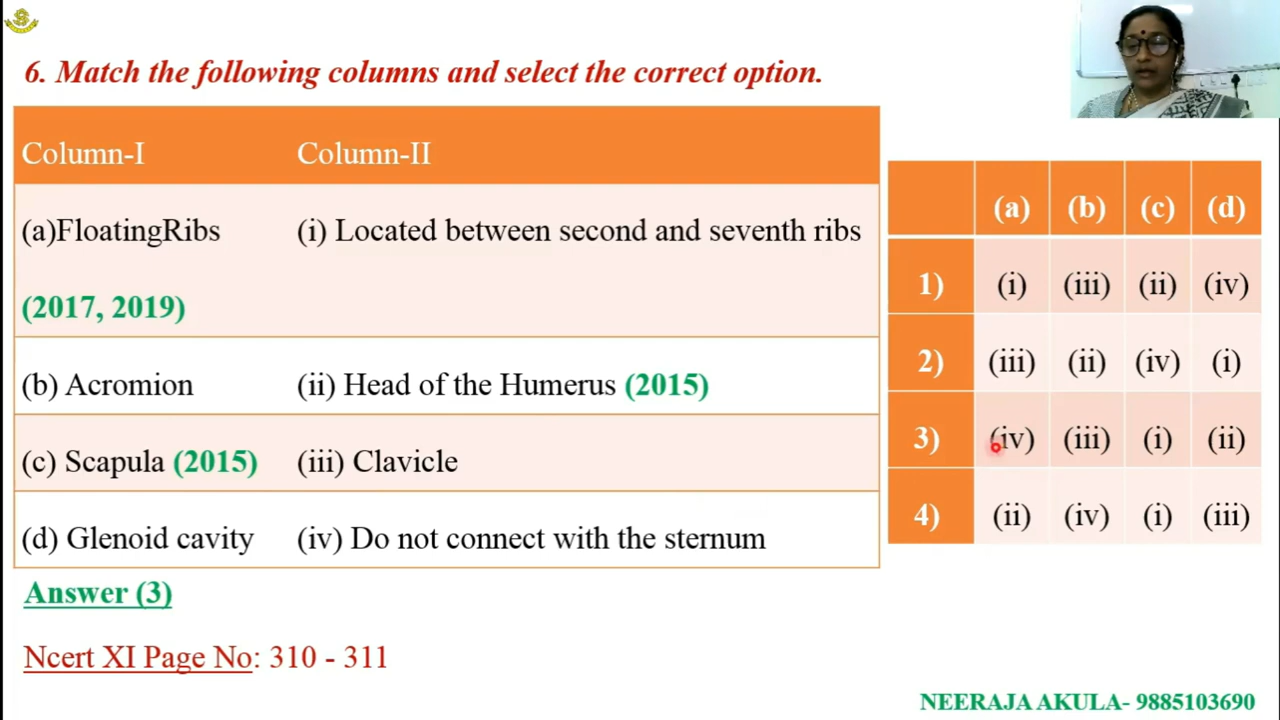 6. Match the following columns and select the correct option.
Column-I Column-II
(a)FloatingRibs (i) Located between second and seventh ribs
(2017, 2019)
(b) Acromion (ii) Head of the Humerus (2015)
(c) Scapula (2015) (iii) Clavicle
(d) Glenoid cavity (iv) Do not connect with the sternum
(a) (b) (c) (d)
1) (i) (iii) (ii) (iv)
2) (iii) (ii) (iv) (i)
3) (iv) (iii) (i) (ii)
4) (ii) (iv) (i) (iii)
Answer (3)
Ncert XI Page No: 310 - 311
NEERAJA AKULA- 9885103690